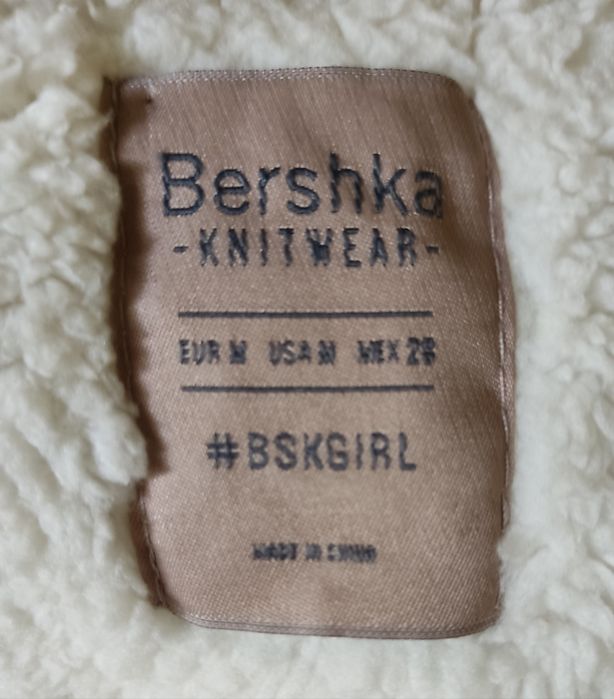 Bershka
-KNITWEAR-
EUR M USA M MEX 28
#BSKGIRL
MADE IN CHINA